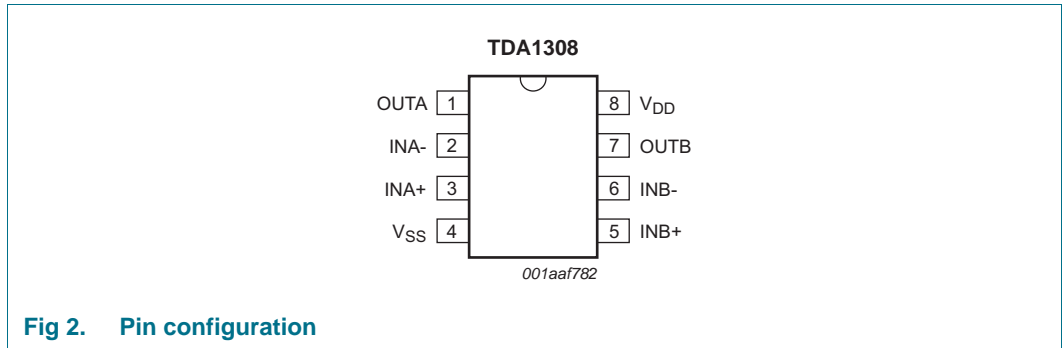 TDA1308
OUTA 1 8 VDD
INA- 2 7 OUTB
INA+ 3 6 INB-
VSS 4 5 INB+
001aaf782
Fig 2. Pin configuration